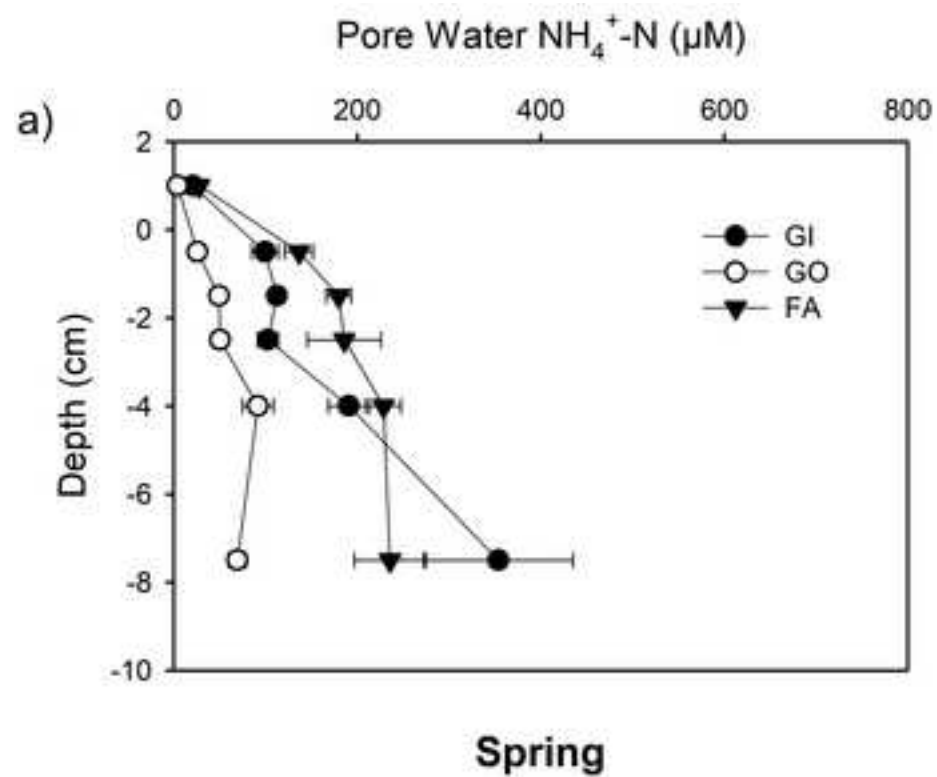 Pore Water NH₄⁺-N (µM)
a)
0 200 400 600 800
2
0
-2
-4
-6
-8
-10
Depth (cm)
GI
GO
FA
Spring